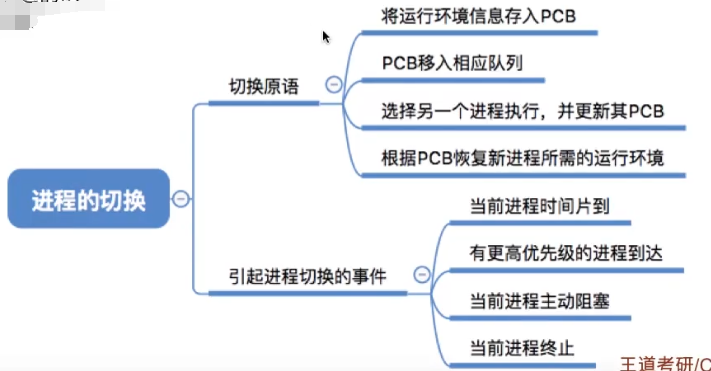 将运行环境信息存入PCB
PCB移入相应队列
切换原语
选择另一个进程执行，并更新其PCB
根据PCB恢复新进程所需的运行环境
进程的切换
当前进程时间片到
有更高优先级的进程到达
引起进程切换的事件
当前进程主动阻塞
当前进程终止
王道考研/C